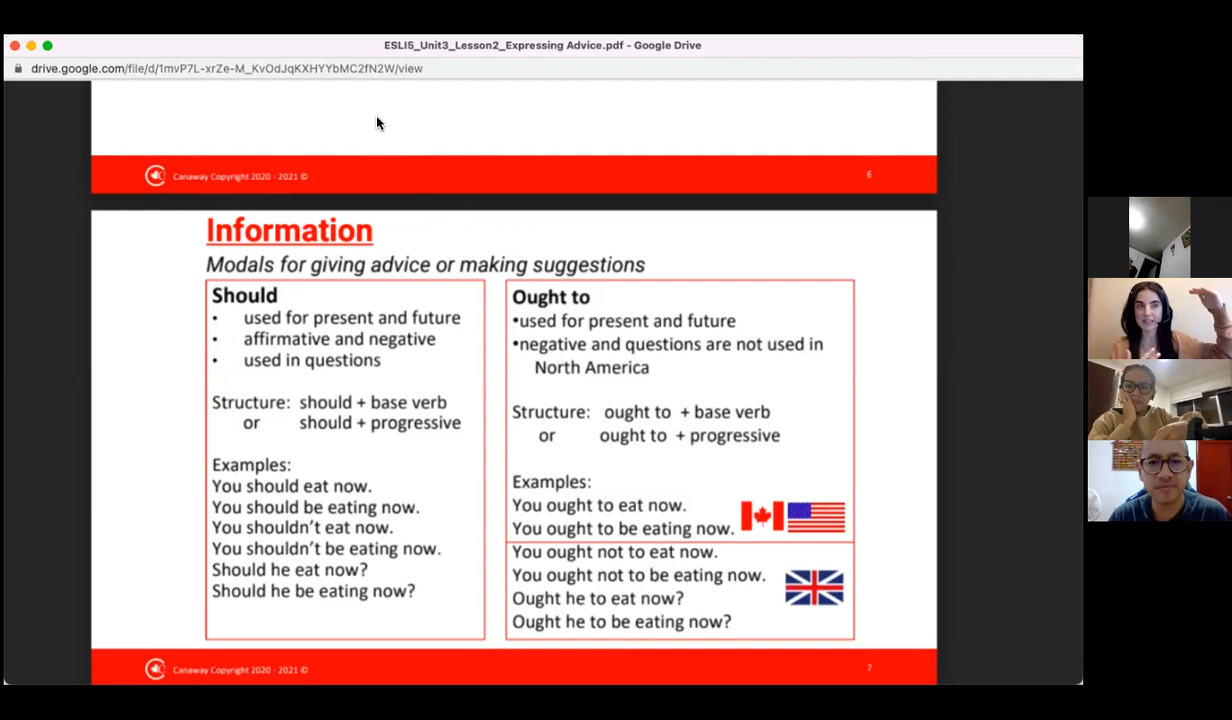 ESLI5_Unit3_Lesson2_Expressing Advice.pdf - Google Drive
drive.google.com/file/d/1mvP7L-xrZe-M_KvOdJqKXHYYbMC2fN2W/view
Canaway Copyright 2020 - 2021 © 6
Information
Modals for giving advice or making suggestions
Should
• used for present and future
• affirmative and negative
• used in questions
Structure: should + base verb
or should + progressive
Examples:
You should eat now.
You should be eating now.
You shouldn't eat now.
You shouldn't be eating now.
Should he eat now?
Should he be eating now?
Ought to
•used for present and future
•negative and questions are not used in
North America
Structure: ought to + base verb
or ought to + progressive
Examples:
You ought to eat now.
You ought to be eating now.
You ought not to eat now.
You ought not to be eating now.
Ought he to eat now?
Ought he to be eating now?
Canaway Copyright 2020 - 2021 © 7